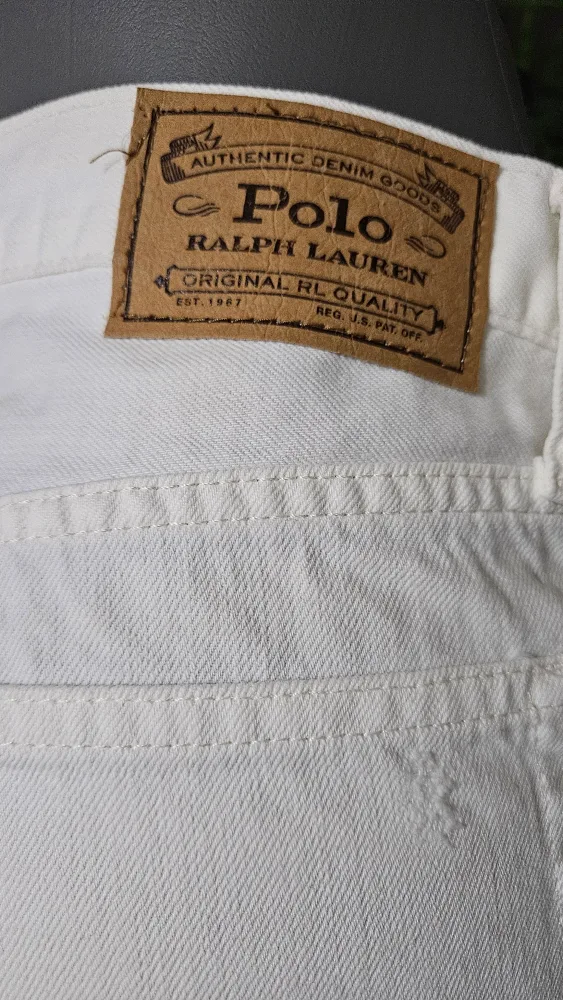 AUTHENTIC DENIM GOODS
Polo
RALPH LAUREN
ORIGINAL RL QUALITY
EST. 1967
REG. U.S. PAT. OFF.